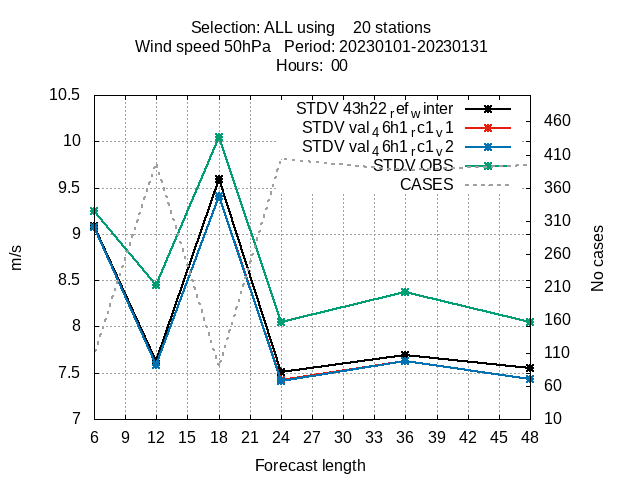 Selection: ALL using    20 stations
Wind speed 50hPa   Period: 20230101-20230131
Hours:  00
10.5
10
9.5
9
8.5
8
7.5
7
m/s
STDV 43h22ref_winter
STDV val_46h1_rc1_v1
STDV val_46h1_rc1_v2
STDV OBS
CASES
460
410
360
310
260
210
160
110
60
10
No cases
6 9 12 15 18 21 24 27 30 33 36 39 42 45 48
Forecast length